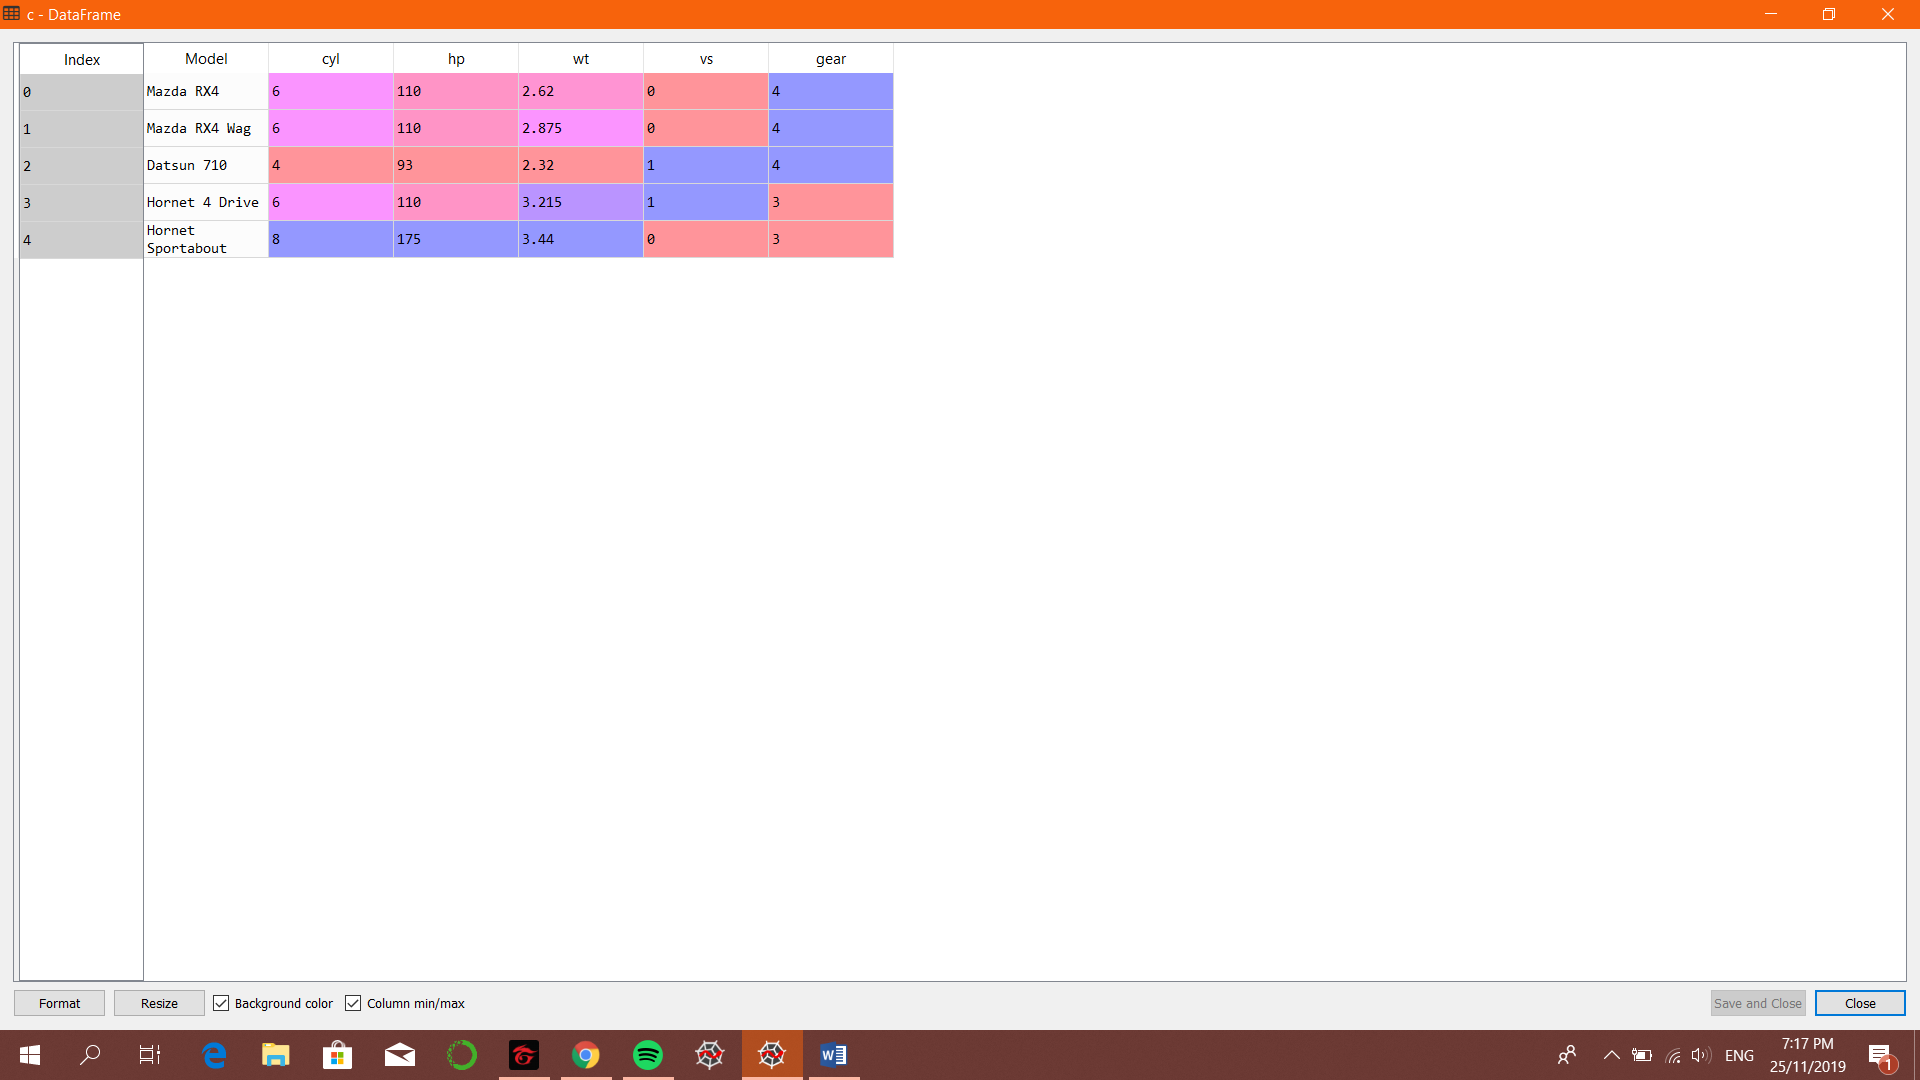 c - DataFrame
Index Model cyl hp wt vs gear
0 Mazda RX4 6 110 2.62 0 4
1 Mazda RX4 Wag 6 110 2.875 0 4
2 Datsun 710 4 93 2.32 1 4
3 Hornet 4 Drive 6 110 3.215 1 3
4 Hornet Sportabout 8 175 3.44 0 3
Format Resize Background color Column min/max Save and Close Close
ENG 7:17 PM
25/11/2019 1